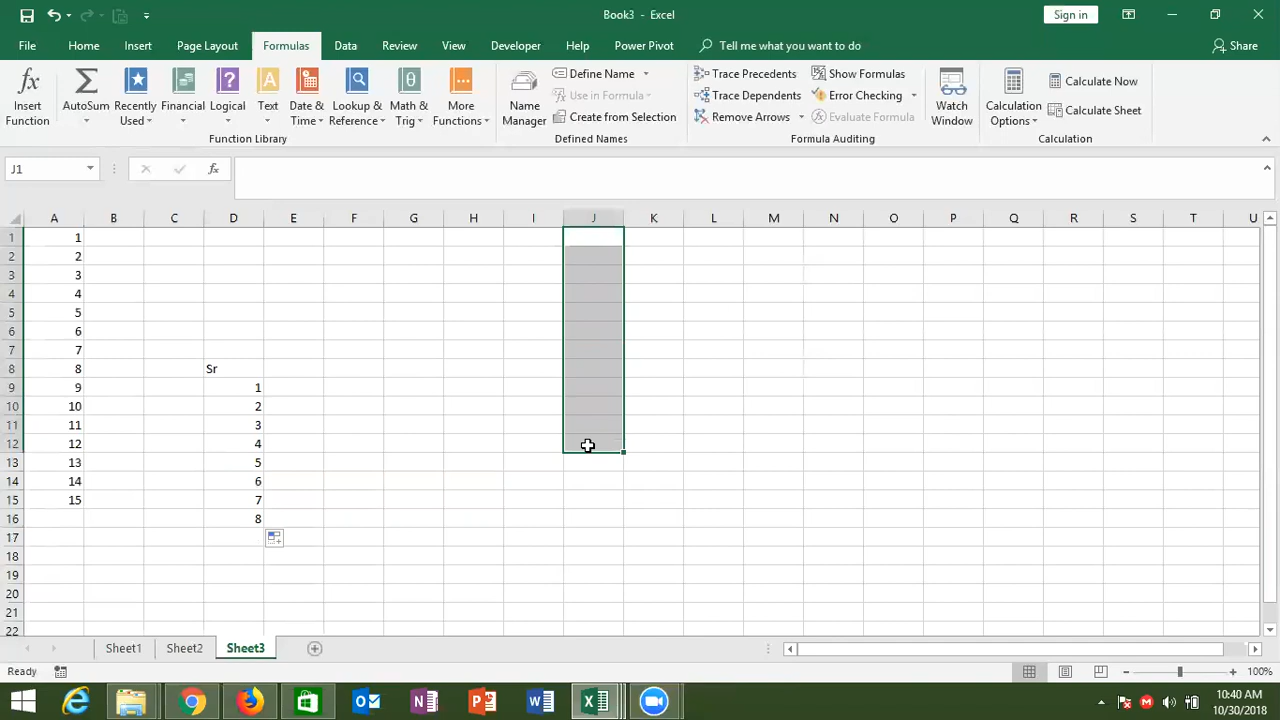 Book3 - Excel
Sign in
File Home Insert Page Layout Formulas Data Review View Developer Help Power Pivot Tell me what you want to do Share
Insert Function
AutoSum
Recently Used
Financial
Logical
Text
Date & Time
Lookup & Reference
Math & Trig
More Functions
Function Library
Name Manager
Define Name
Use in Formula
Create from Selection
Defined Names
Trace Precedents
Trace Dependents
Remove Arrows
Show Formulas
Error Checking
Evaluate Formula
Formula Auditing
Watch Window
Calculation Options
Calculate Now
Calculate Sheet
Calculation
J1
fx
A B C D E F G H I J K L M N O P Q R S T U
1 1
2 2
3 3
4 4
5 5
6 6
7 7
8 8 Sr
9 9 1
10 10 2
11 11 3
12 12 4
13 13 5
14 14 6
15 15 7
16 8
17
18
19
20
21
22
Sheet1 Sheet2 Sheet3
Ready
100%
10:40 AM
10/30/2018